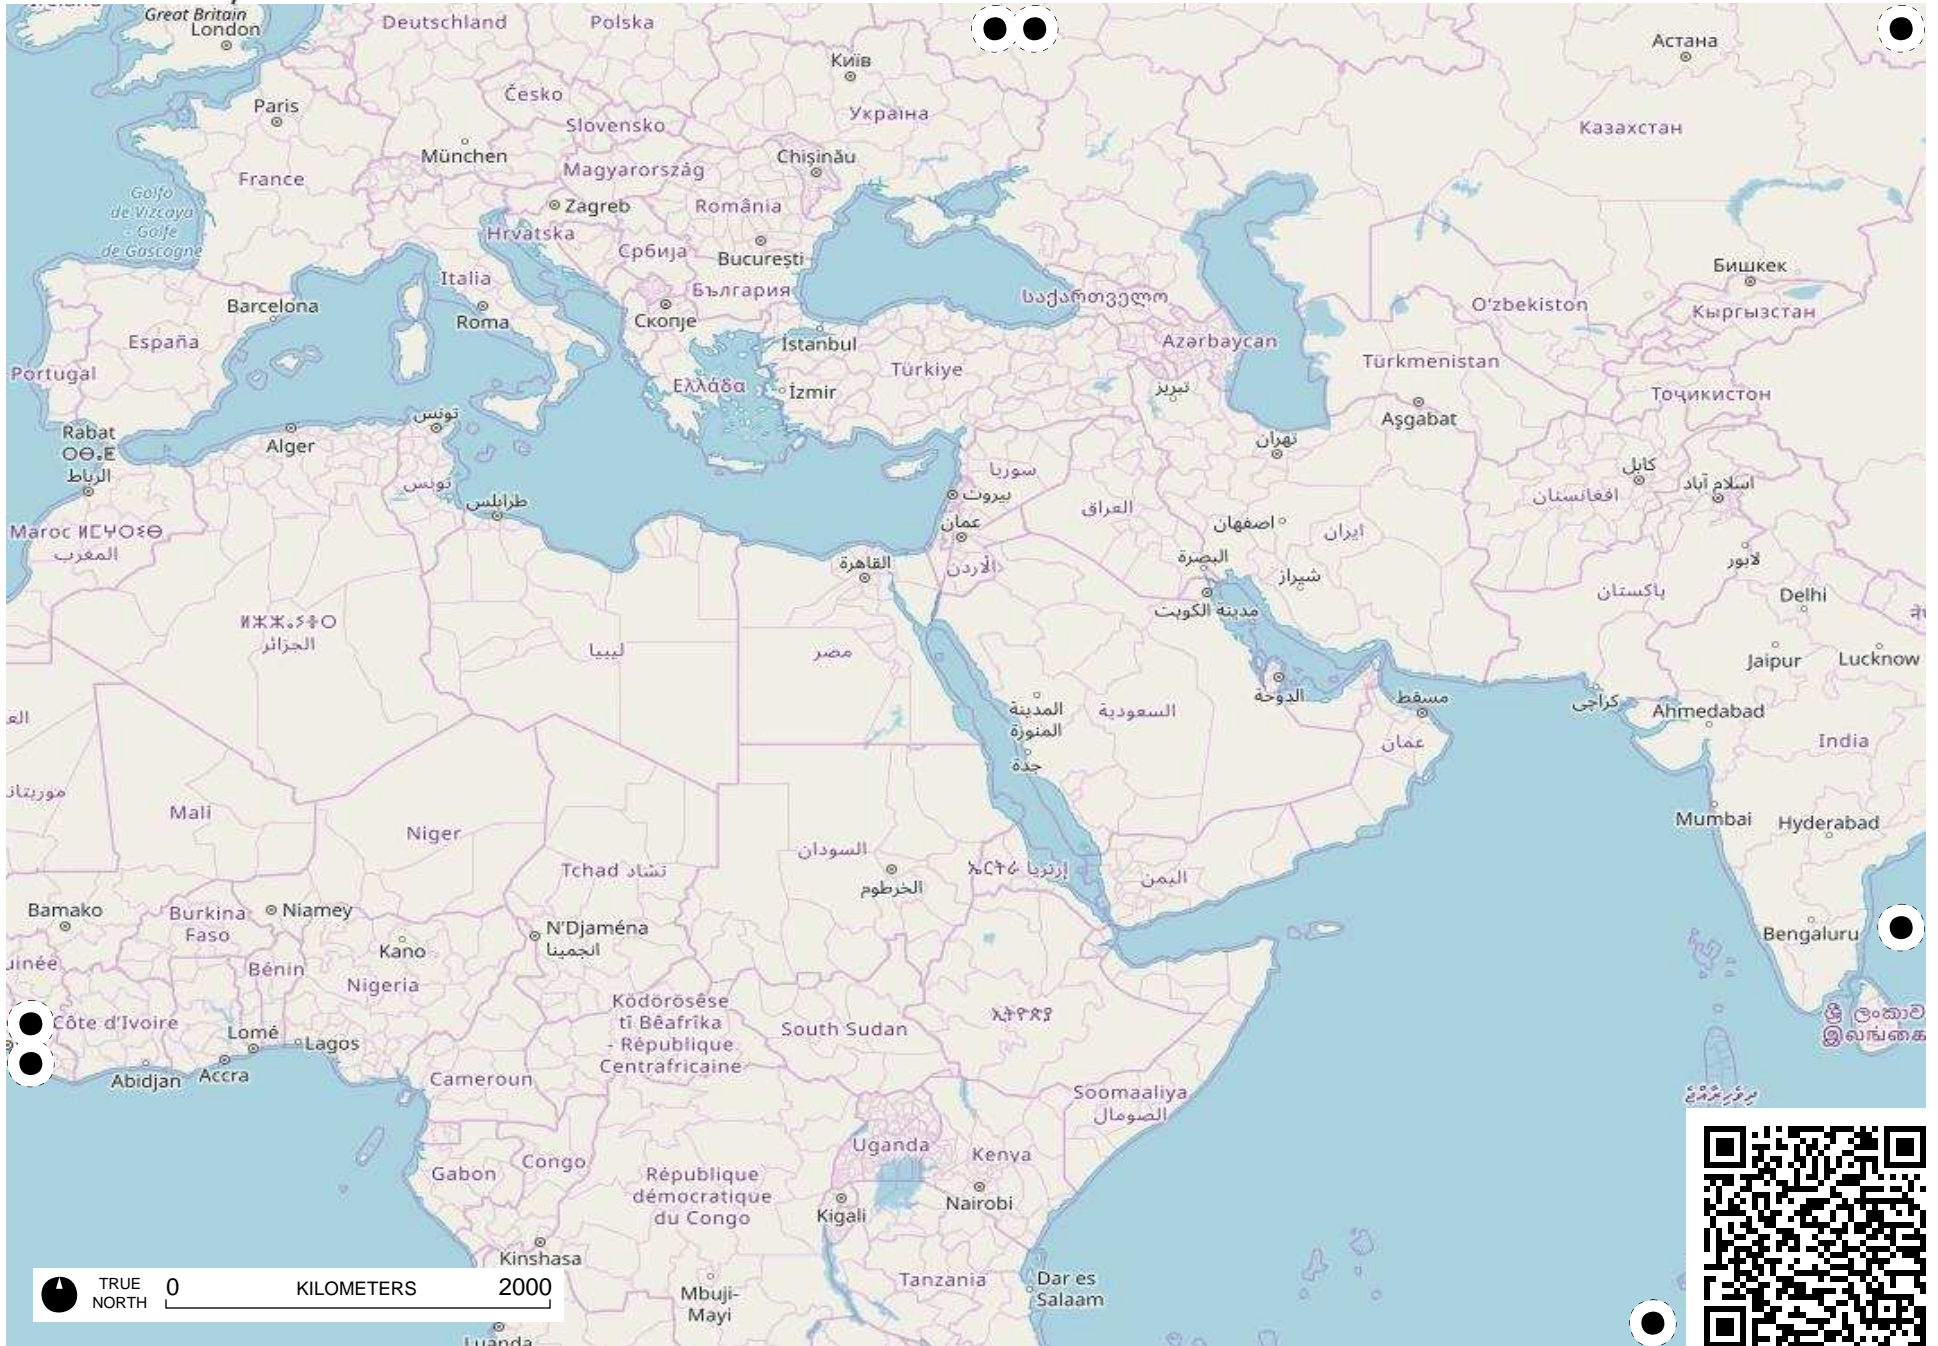 Great Britain
London
Deutschland
Polska
Астана
Київ
Česko
Paris
Україна
Slovensko
Казахстан
München
Chișinău
Magyarország
France
Golfo
de Vizcaya
- Golfe
de Gascogne
Zagreb
România
Hrvatska
Србија
București
Бишкек
Italia
България
საქართველო
O'zbekiston
Barcelona
Кыргызстан
Roma
Скопје
España
İstanbul
Azərbaycan
Türkiye
Türkmenistan
Portugal
Ελλάδα
İzmir
تبریز
Тоҷикистон
تونس
Aşgabat
Rabat
ⵔⴱⴰⵟ
الرباط
Alger
تهران
سوريا
كابل
اسلام آباد
تونس
بيروت
افغانستان
طرابلس
العراق
عمان
اصفهان
ایران
Maroc ⵍⵎⵖⵔⵉⴱ
المغرب
القاهرة
الأردن
البصرة
شیراز
لاہور
پاکستان
Delhi
مدينة الكويت
ⵍⵣⵣⴰⵢⵔ
الجزائر
ليبيا
مصر
Jaipur
Lucknow
الدوحة
مسقط
کراچی
المدينة
المنورة
السعودية
Ahmedabad
عمان
India
جدة
Mali
Niger
Mumbai
Hyderabad
السودان
Tchad تشاد
ኤርትራ إرتريا
اليمن
الخرطوم
Bamako
Burkina
Faso
Niamey
N'Djaména
انجمينا
Kano
Bengaluru
Bénin
Nigeria
Ködörösêse
tî Bêafrîka
- République
Centrafricaine
Côte d'Ivoire
Lomé
Lagos
South Sudan
ኢትዮጵያ
ශ්‍රී ලංකාව
இலங்கை
Abidjan
Accra
Cameroun
Soomaaliya
الصومال
ދިވެހިރާއްޖެ
Uganda
Kenya
Gabon
Congo
République
démocratique
du Congo
Nairobi
Kigali
Kinshasa
Tanzania
Dar es
Salaam
Mbuji-
Mayi
TRUE
NORTH
0 KILOMETERS 2000
Luanda